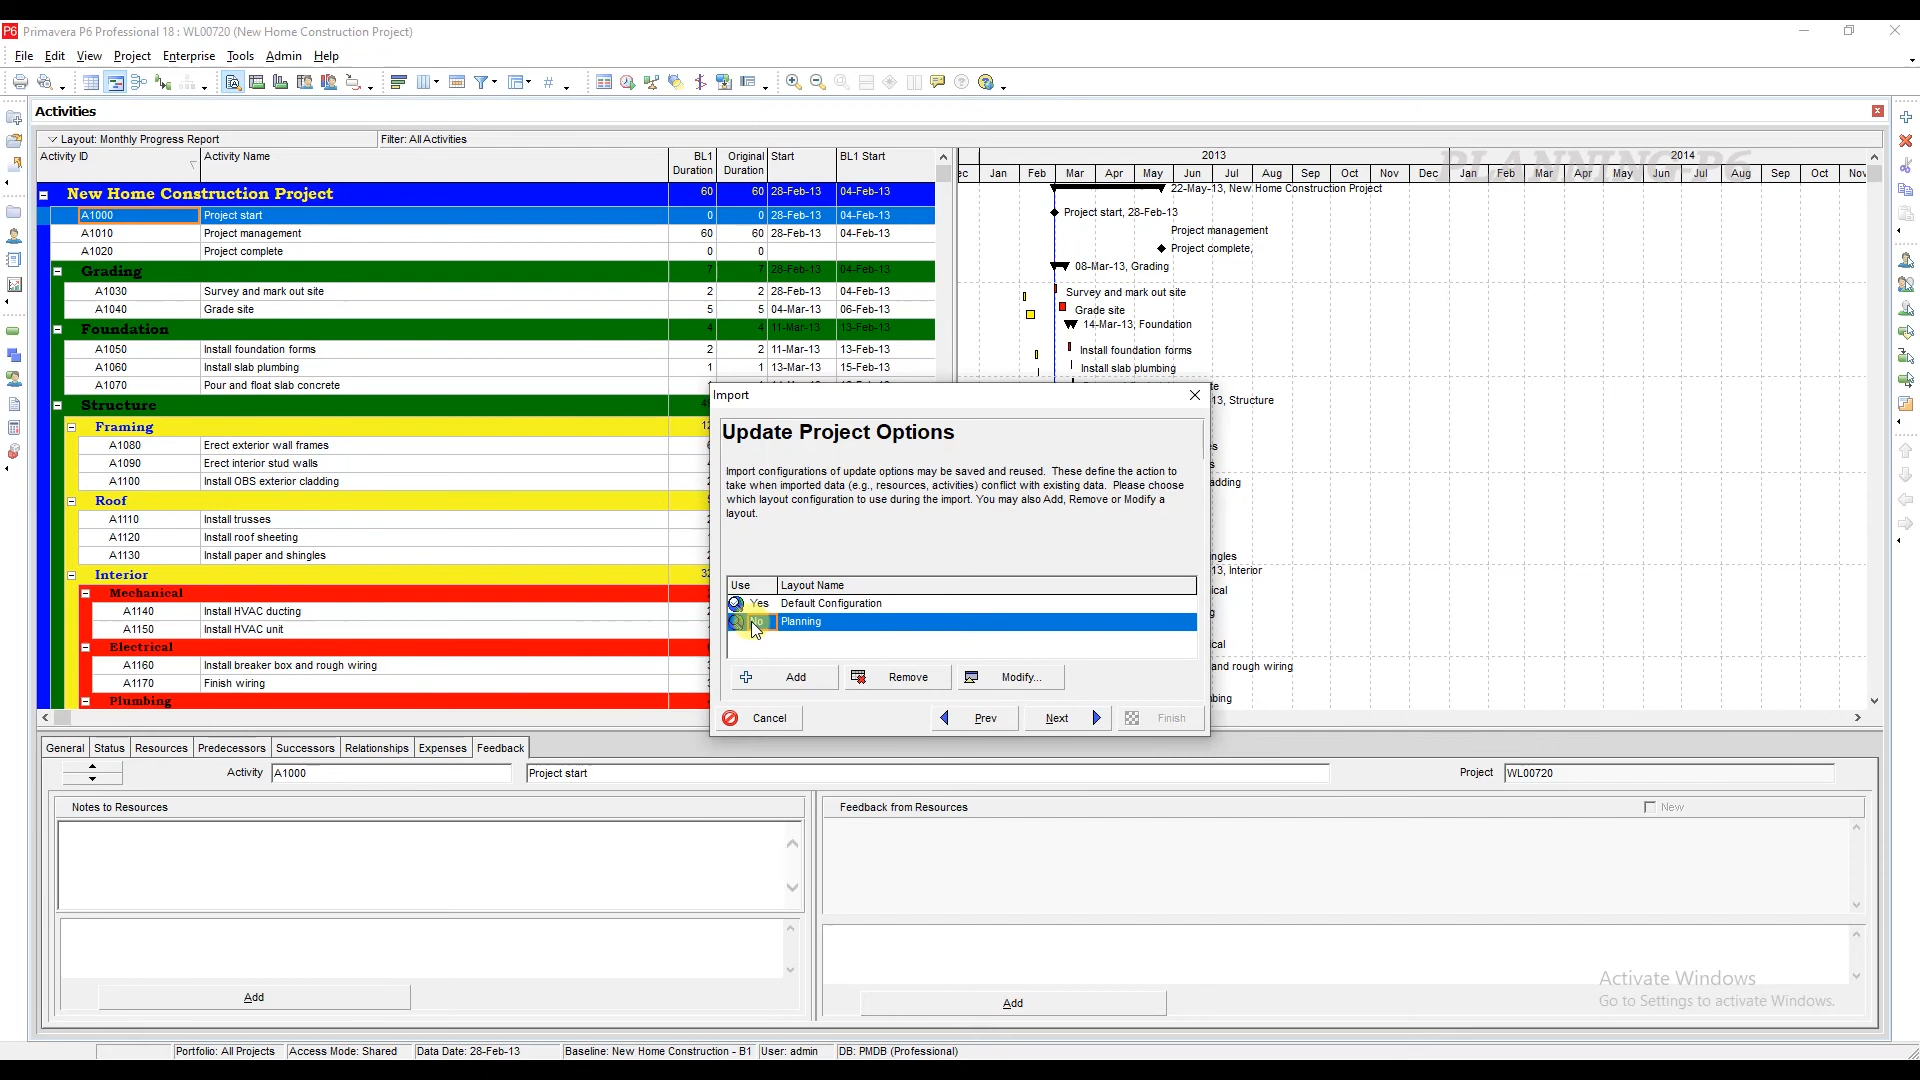 Primavera P6 Professional 18 : WL00720 (New Home Construction Project)
File Edit View Project Enterprise Tools Admin Help
Activities
Layout: Monthly Progress Report Filter: All Activities
Activity ID Activity Name BL1 Duration Original Duration Start BL1 Start
New Home Construction Project 60 60 28-Feb-13 04-Feb-13
A1000 Project start 0 0 28-Feb-13 04-Feb-13
A1010 Project management 60 60 28-Feb-13 04-Feb-13
A1020 Project complete 0 0
Grading 7 7 28-Feb-13 04-Feb-13
A1030 Survey and mark out site 2 2 28-Feb-13 04-Feb-13
A1040 Grade site 5 5 04-Mar-13 06-Feb-13
Foundation 4 4 11-Mar-13 13-Feb-13
A1050 Install foundation forms 2 2 11-Mar-13 13-Feb-13
A1060 Install slab plumbing 1 1 13-Mar-13 15-Feb-13
A1070 Pour and float slab concrete
Structure
Framing
A1080 Erect exterior wall frames
A1090 Erect interior stud walls
A1100 Install OBS exterior cladding
Roof
A1110 Install trusses
A1120 Install roof sheeting
A1130 Install paper and shingles
Interior
Mechanical
A1140 Install HVAC ducting
A1150 Install HVAC unit
Electrical
A1160 Install breaker box and rough wiring
A1170 Finish wiring
Plumbing
2013 2014
PLANNING-P6
ec Jan Feb Mar Apr May Jun Jul Aug Sep Oct Nov Dec Jan Feb Mar Apr May Jun Jul Aug Sep Oct Nov
22-May-13, New Home Construction Project
Project start, 28-Feb-13
Project management
Project complete,
08-Mar-13, Grading
Survey and mark out site
Grade site
14-Mar-13, Foundation
Install foundation forms
Install slab plumbing
te
13, Structure
s
s
adding
ngles
13, Interior
ical
g
cal
and rough wiring
bing
Import
Update Project Options
Import configurations of update options may be saved and reused. These define the action to
take when imported data (e.g., resources, activities) conflict with existing data. Please choose
which layout configuration to use during the import. You may also Add, Remove or Modify a
layout.
Use Layout Name
Yes Default Configuration
No Planning
Add Remove Modify...
Cancel Prev Next Finish
General Status Resources Predecessors Successors Relationships Expenses Feedback
Activity A1000 Project start Project WL00720
Notes to Resources Feedback from Resources New
Add Add
Activate Windows
Go to Settings to activate Windows.
Portfolio: All Projects Access Mode: Shared Data Date: 28-Feb-13 Baseline: New Home Construction - B1 User: admin DB: PMDB (Professional)